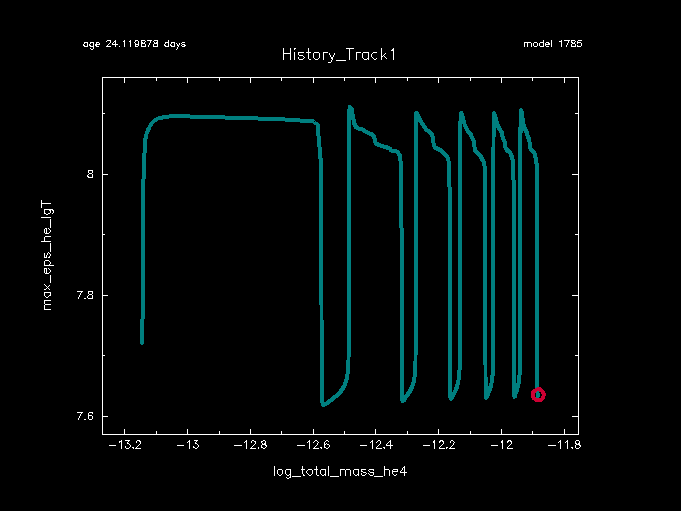 age 24.119878 days
model 1785
History_Track1
max_eps_he_lgT
8
7.8
7.6
-13.2 -13 -12.8 -12.6 -12.4 -12.2 -12 -11.8
log_total_mass_he4